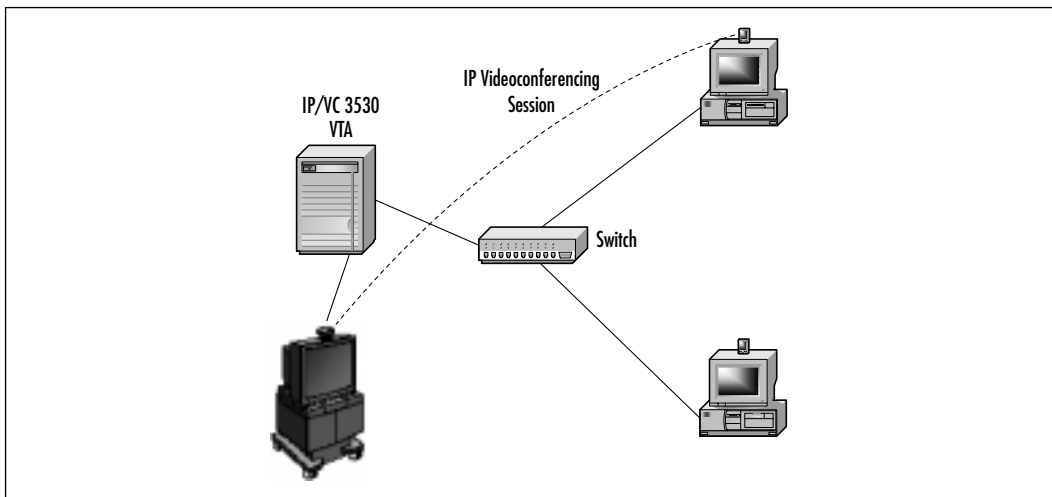 IP Videoconferencing
Session
IP/VC 3530
VTA
Switch